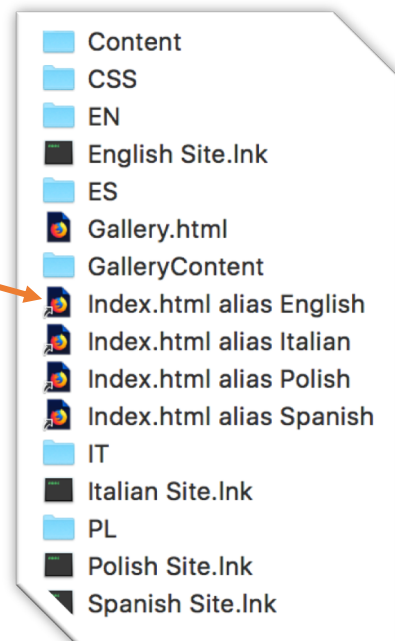 Content
CSS
EN
English Site.lnk
ES
Gallery.html
GalleryContent
Index.html alias English
Index.html alias Italian
Index.html alias Polish
Index.html alias Spanish
IT
Italian Site.lnk
PL
Polish Site.lnk
Spanish Site.lnk